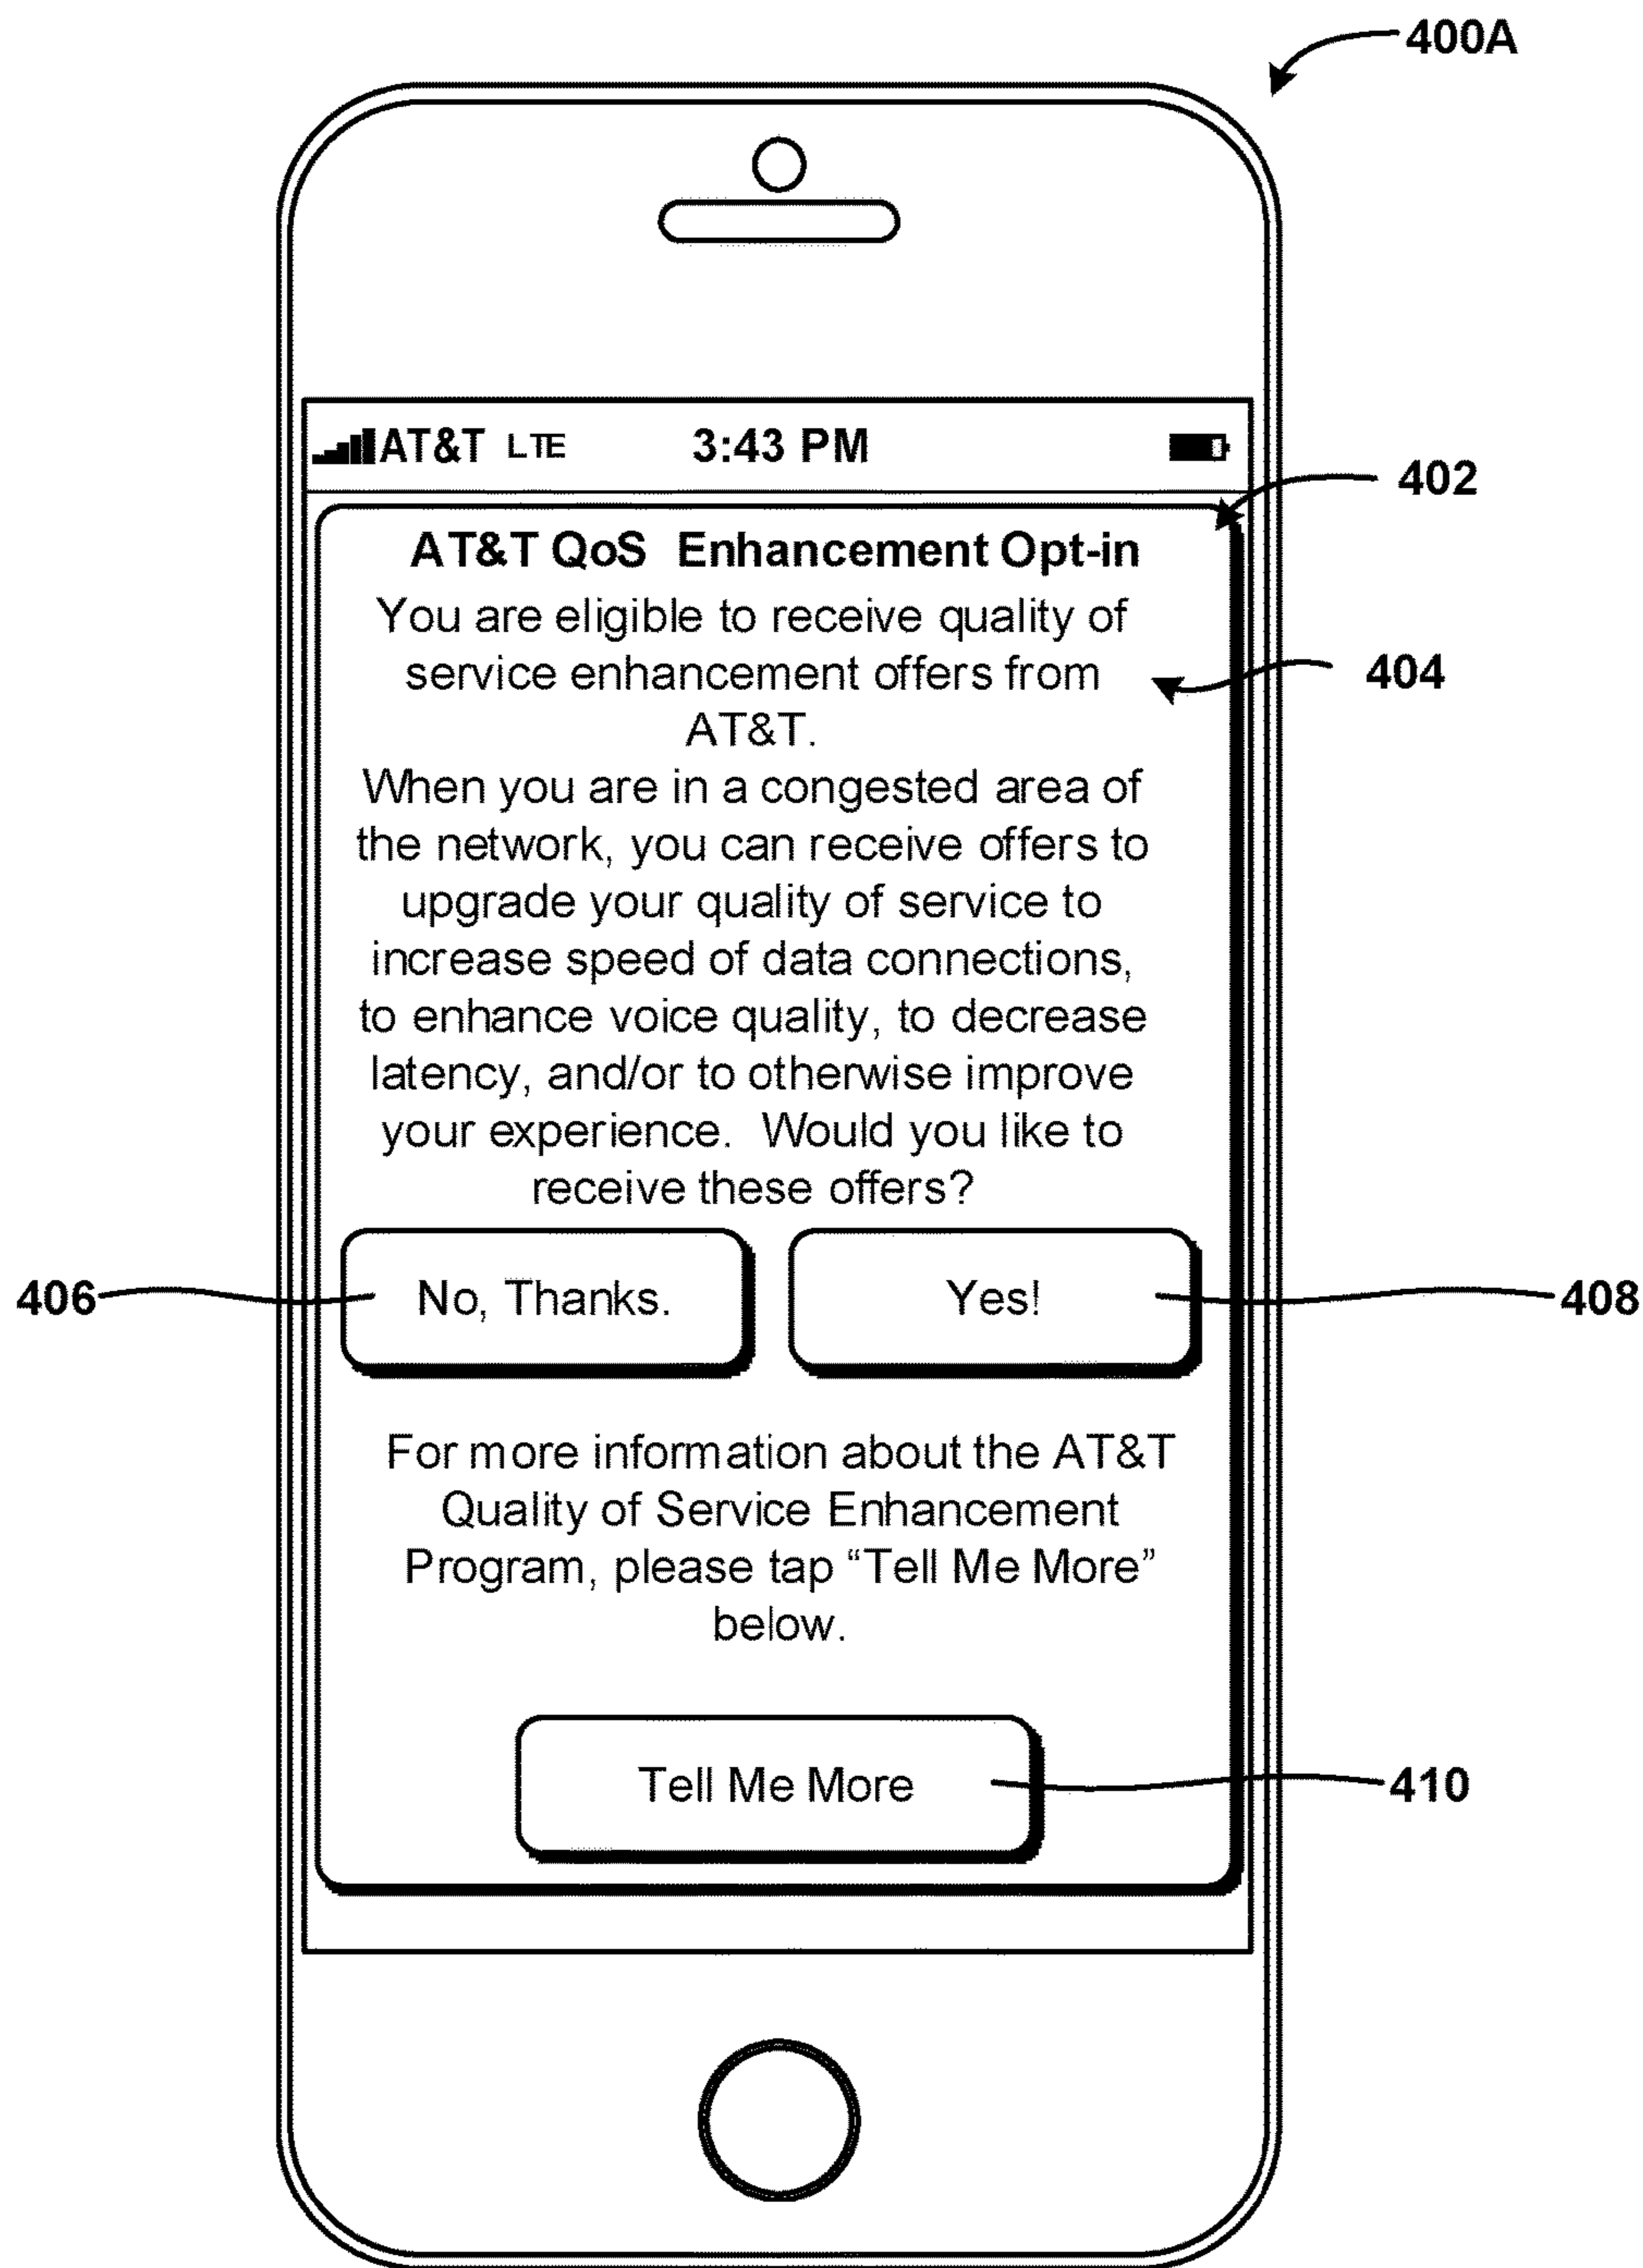 400A
AT&T LTE 3:43 PM
402
AT&T QoS Enhancement Opt-in
You are eligible to receive quality of
service enhancement offers from
404
AT&T.
When you are in a congested area of
the network, you can receive offers to
upgrade your quality of service to
increase speed of data connections,
to enhance voice quality, to decrease
latency, and/or to otherwise improve
your experience. Would you like to
receive these offers?
406
No, Thanks.
Yes!
408
For more information about the AT&T
Quality of Service Enhancement
Program, please tap “Tell Me More”
below.
Tell Me More
410